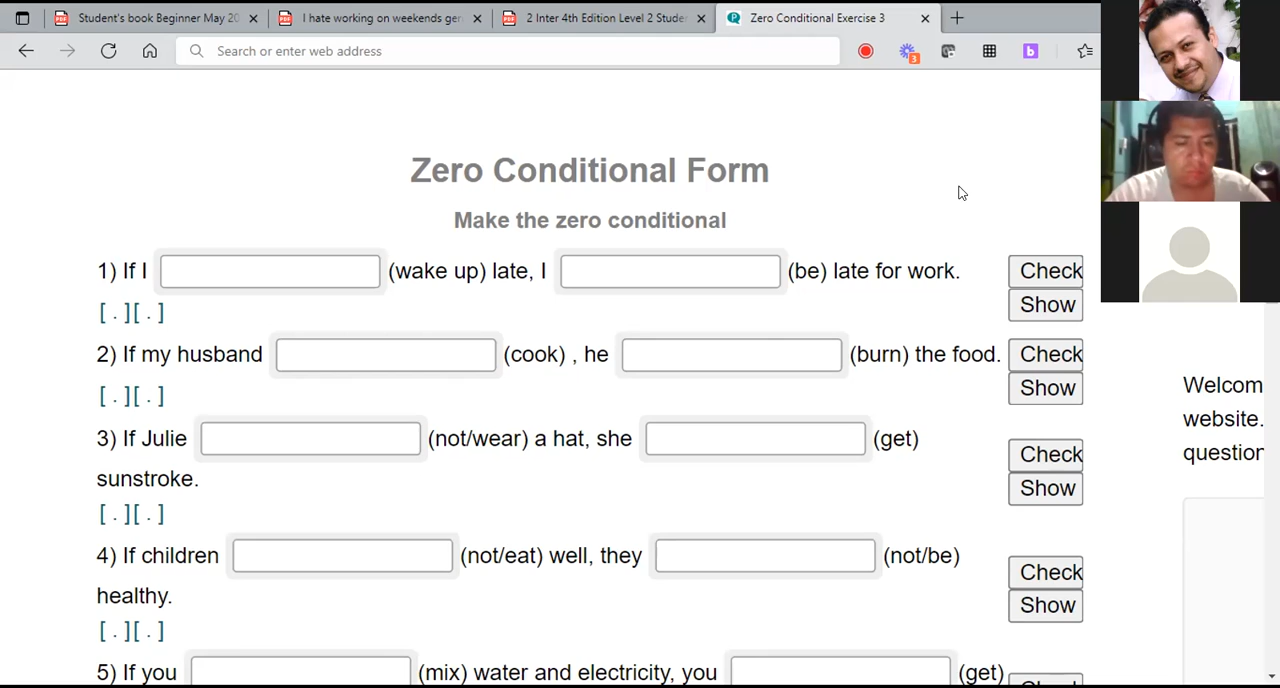 Student's book Beginner May 20
I hate working on weekends ger
2 Inter 4th Edition Level 2 Studen
Zero Conditional Exercise 3
Search or enter web address
3
b
Zero Conditional Form
Make the zero conditional
1) If I (wake up) late, I (be) late for work.
Check
Show
[ . ][ . ]
2) If my husband (cook) , he (burn) the food.
Check
Show
[ . ][ . ]
3) If Julie (not/wear) a hat, she (get)
sunstroke.
Check
Show
[ . ][ . ]
4) If children (not/eat) well, they (not/be)
healthy.
Check
Show
[ . ][ . ]
5) If you (mix) water and electricity, you (get)
Welcom
website.
question